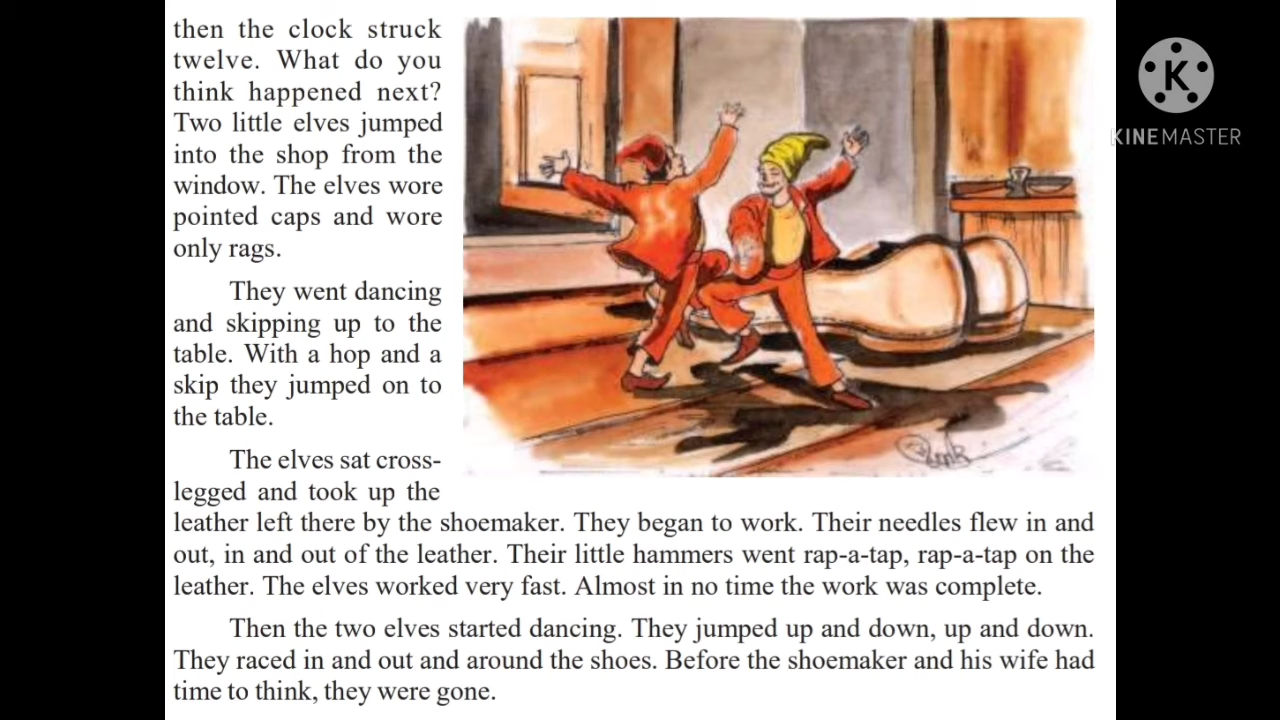 then the clock struck
twelve. What do you
think happened next?
Two little elves jumped
into the shop from the
window. The elves wore
pointed caps and wore
only rags.
They went dancing
and skipping up to the
table. With a hop and a
skip they jumped on to
the table.
The elves sat cross-
legged and took up the
leather left there by the shoemaker. They began to work. Their needles flew in and
out, in and out of the leather. Their little hammers went rap-a-tap, rap-a-tap on the
leather. The elves worked very fast. Almost in no time the work was complete.
Then the two elves started dancing. They jumped up and down, up and down.
They raced in and out and around the shoes. Before the shoemaker and his wife had
time to think, they were gone.
K
KINEMASTER